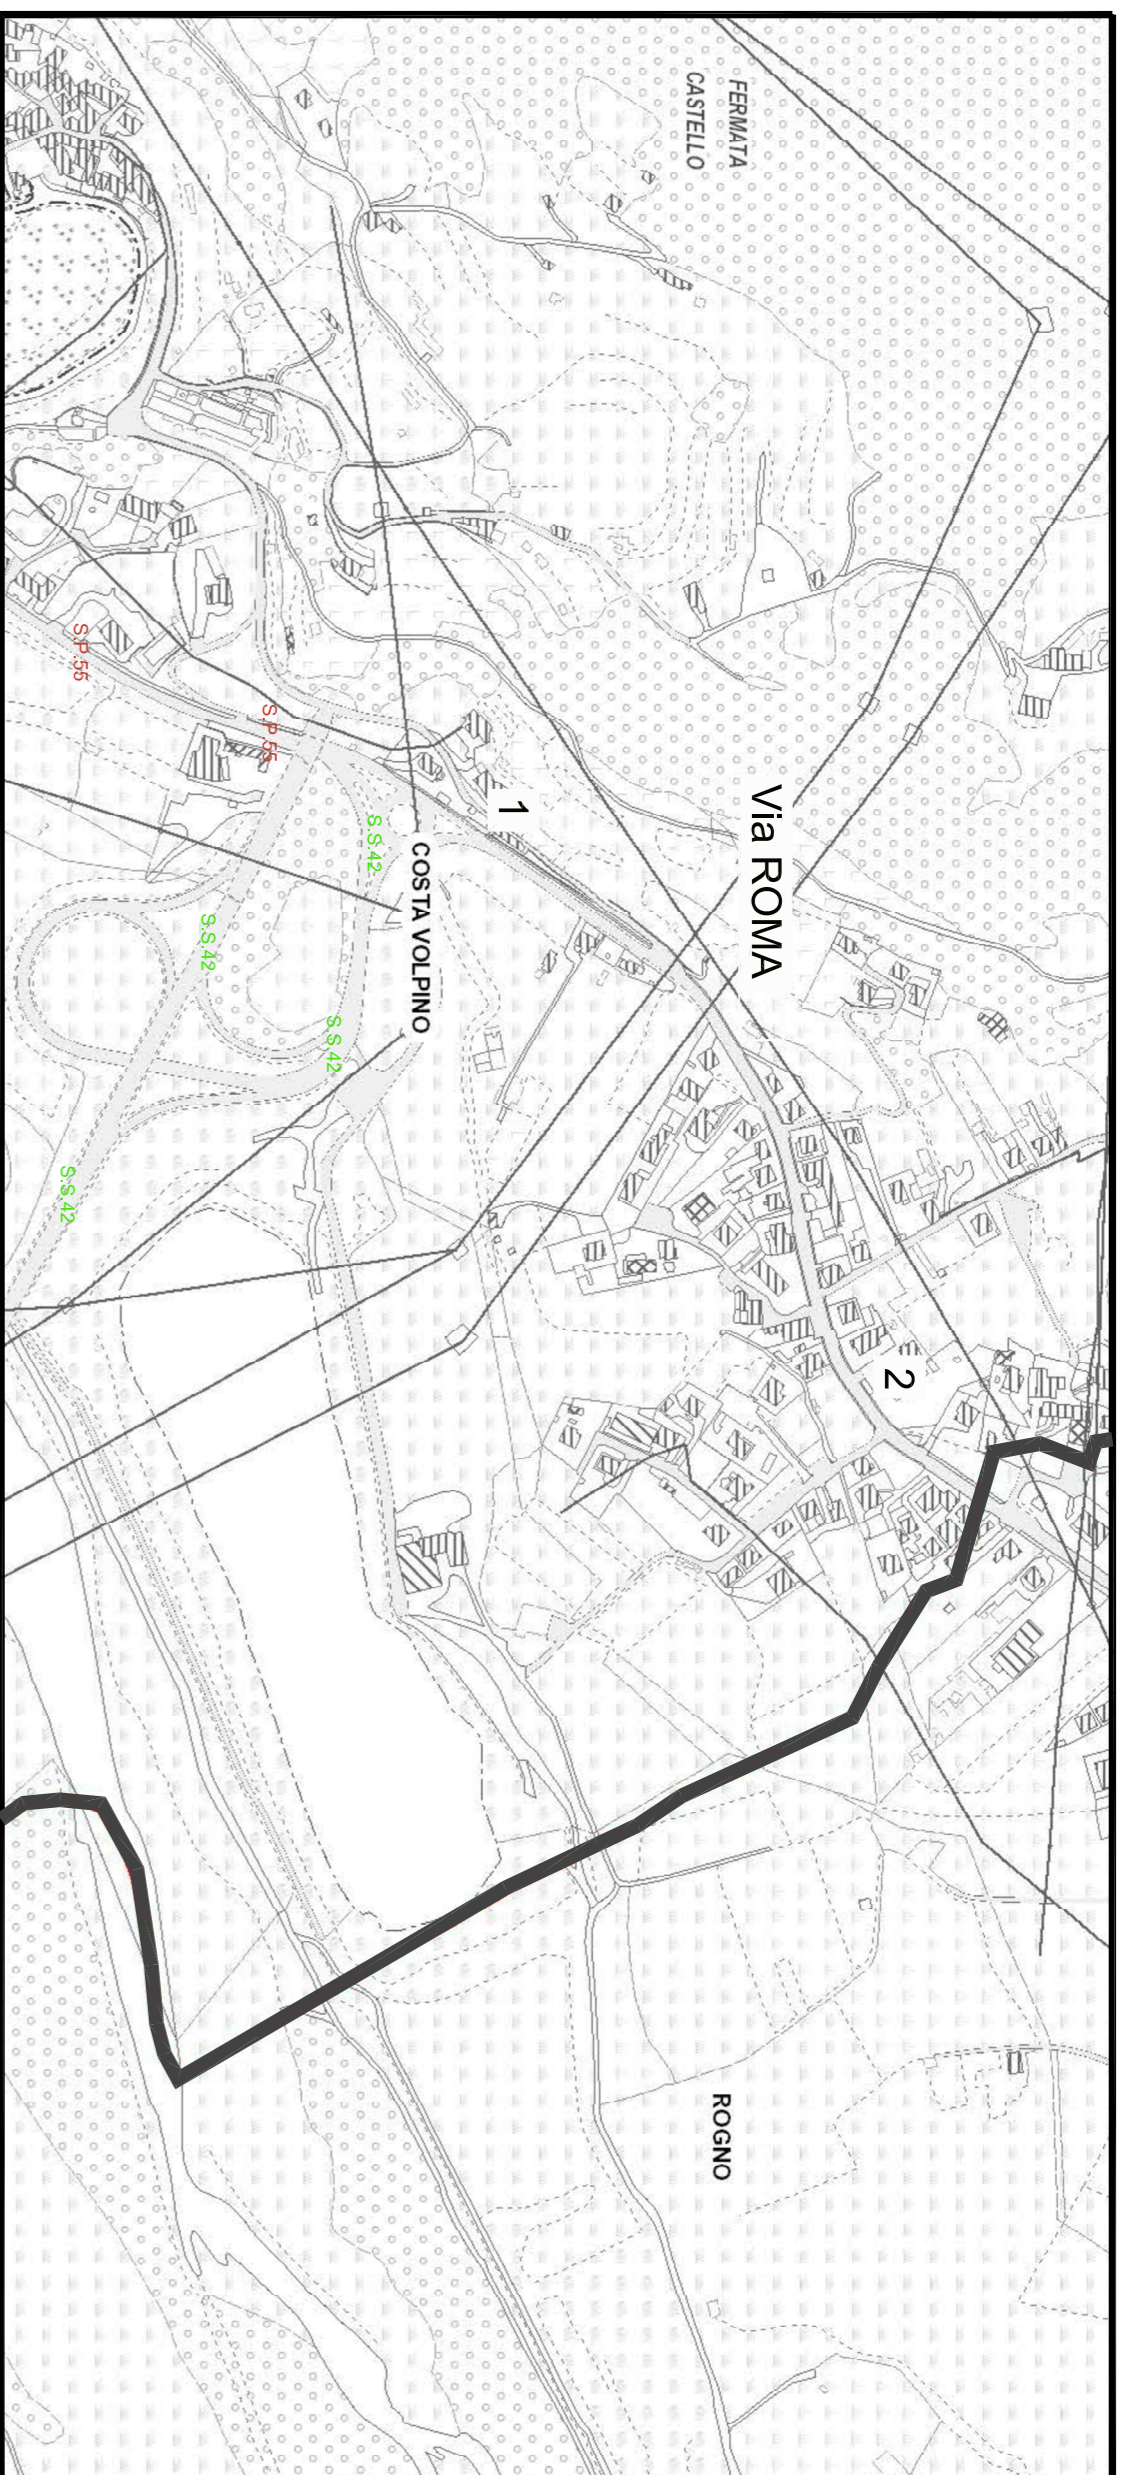 FERMATA
CASTELLO
Via ROMA
1
2
S.P.55
S.P.55
S.S.42
COSTA VOLPINO
S.S.42
S.S.42
S.S.42
ROGNO